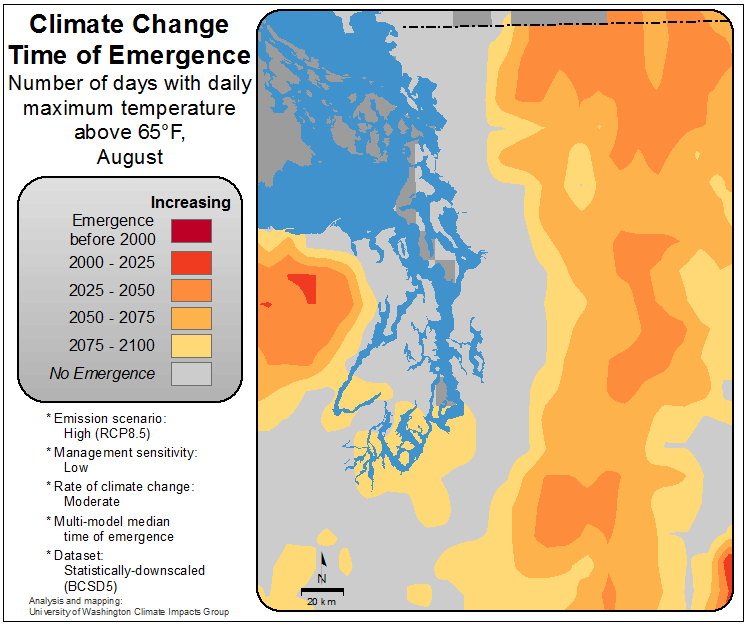 Climate Change
Time of Emergence
Number of days with daily
maximum temperature
above 65°F,
August
Increasing
Emergence
before 2000
2000 - 2025
2025 - 2050
2050 - 2075
2075 - 2100
No Emergence
* Emission scenario:
High (RCP8.5)
* Management sensitivity:
Low
* Rate of climate change:
Moderate
* Multi-model median
time of emergence
* Dataset:
Statistically-downscaled
(BCSD5)
Analysis and mapping:
University of Washington Climate Impacts Group
N
20 km